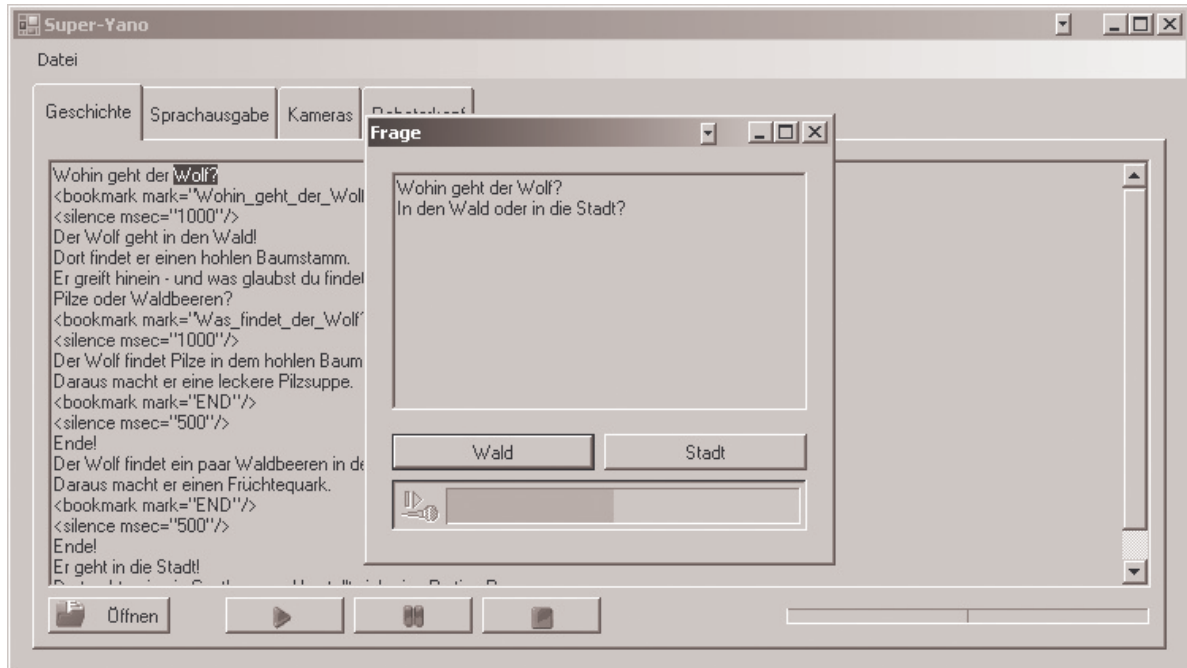 Super-Yano
Datei
Geschichte Sprachausgabe Kameras
Wohin geht der Wolf?
<bookmark mark="Wohin_geht_der_Wolf
<silence msec="1000"/>
Der Wolf geht in den Wald!
Dort findet er einen hohlen Baumstamm.
Er greift hinein - und was glaubst du findet
Pilze oder Waldbeeren?
<bookmark mark="Was_findet_der_Wolf
<silence msec="1000"/>
Der Wolf findet Pilze in dem hohlen Baum
Daraus macht er eine leckere Pilzsuppe.
<bookmark mark="END"/>
<silence msec="500"/>
Ende!
Der Wolf findet ein paar Waldbeeren in de
Daraus macht er einen Früchtequark.
<bookmark mark="END"/>
<silence msec="500"/>
Ende!
Er geht in die Stadt!
Öffnen
Frage
Wohin geht der Wolf?
In den Wald oder in die Stadt?
Wald Stadt